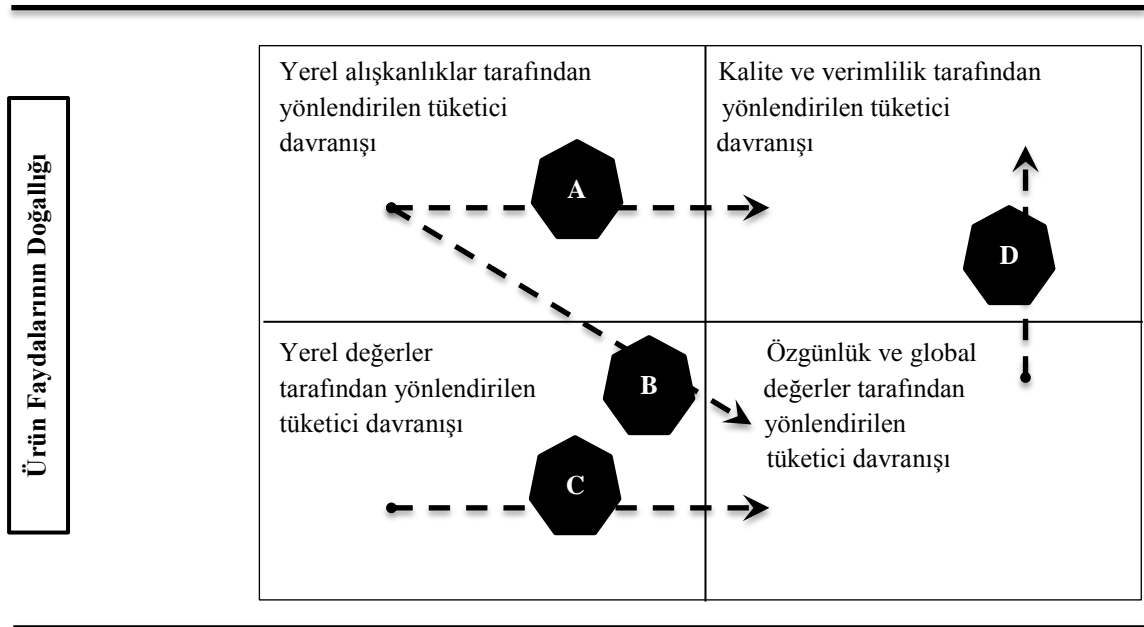 Ürün Faydalarının Doğallığı
Yerel alışkanlıklar tarafından
yönlendirilen tüketici
davranışı
Kalite ve verimlilik tarafından
yönlendirilen tüketici
davranışı
A
D
Yerel değerler
tarafından yönlendirilen
tüketici davranışı
Özgünlük ve global
değerler tarafından
yönlendirilen
tüketici davranışı
B
C